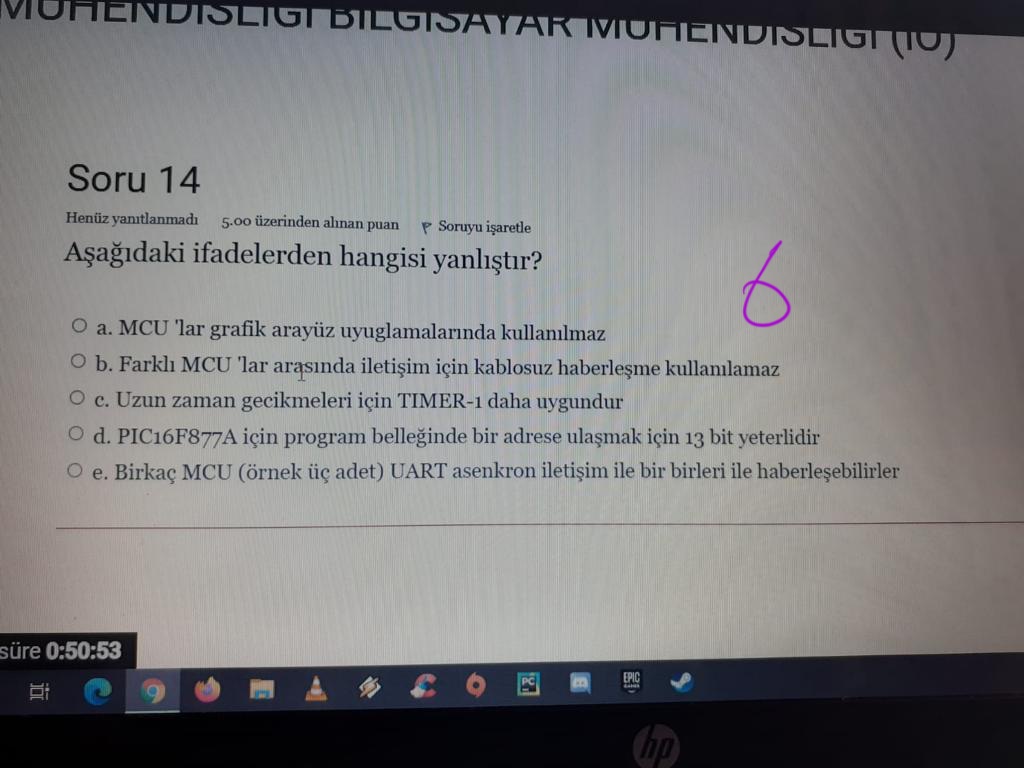 MÜHENDİSLİĞİ BİLGİSAYAR MÜHENDİSLİĞİ (İÖ)
Soru 14
Henüz yanıtlanmadı 5.00 üzerinden alınan puan Soruyu işaretle
Aşağıdaki ifadelerden hangisi yanlıştır?
6
a. MCU 'lar grafik arayüz uyuglamalarında kullanılmaz
b. Farklı MCU 'lar arasında iletişim için kablosuz haberleşme kullanılamaz
c. Uzun zaman gecikmeleri için TIMER-1 daha uygundur
d. PIC16F877A için program belleğinde bir adrese ulaşmak için 13 bit yeterlidir
e. Birkaç MCU (örnek üç adet) UART asenkron iletişim ile bir birleri ile haberleşebilirler
süre 0:50:53
PC
EPIC
GAMES
hp